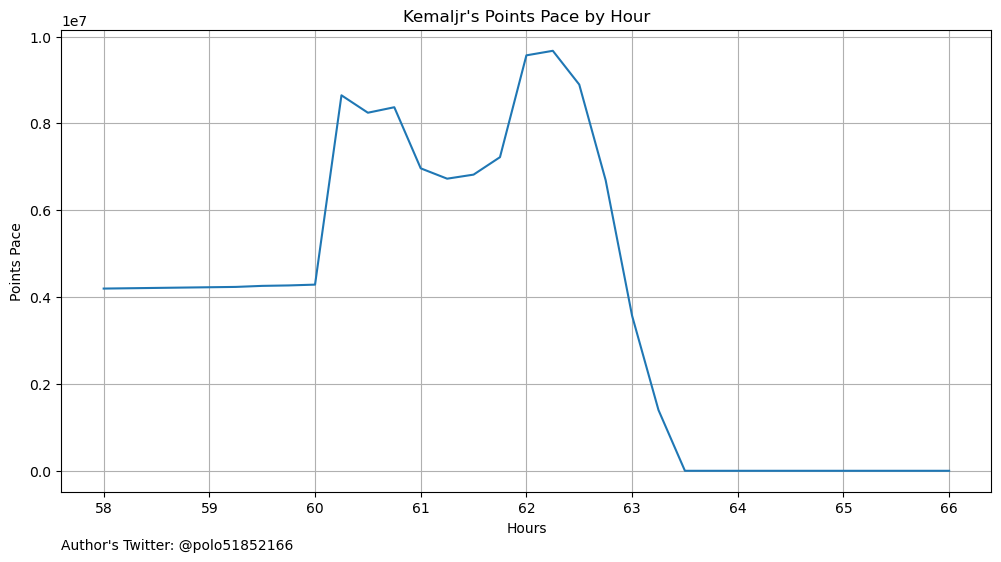 Kemaljr's Points Pace by Hour
1e7
1.0
0.8
0.6
0.4
0.2
0.0
Points Pace
58 59 60 61 62 63 64 65 66
Hours
Author's Twitter: @polo51852166